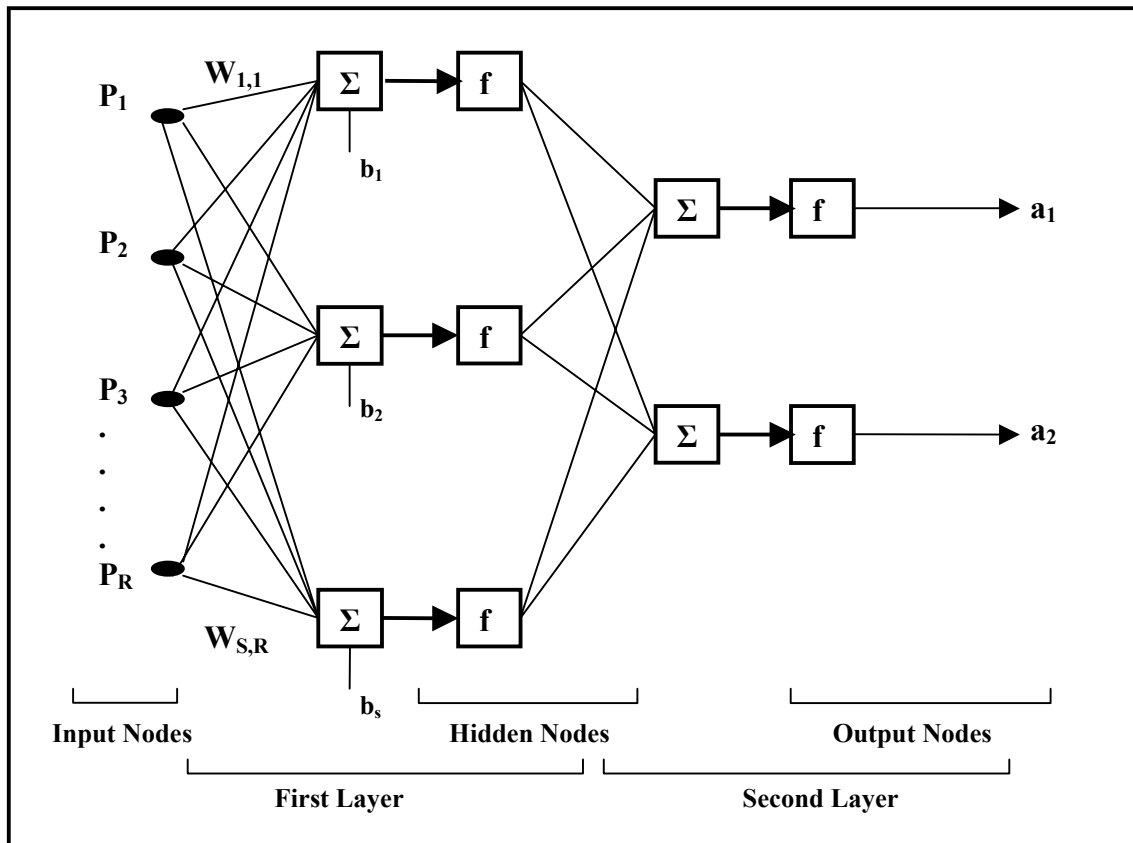 W1,1
Σ
f
P1
b1
Σ
f
a1
P2
Σ
f
b2
P3
Σ
f
a2
.
.
.
.
PR
Σ
f
WS,R
bs
Input Nodes
Hidden Nodes
Output Nodes
First Layer
Second Layer